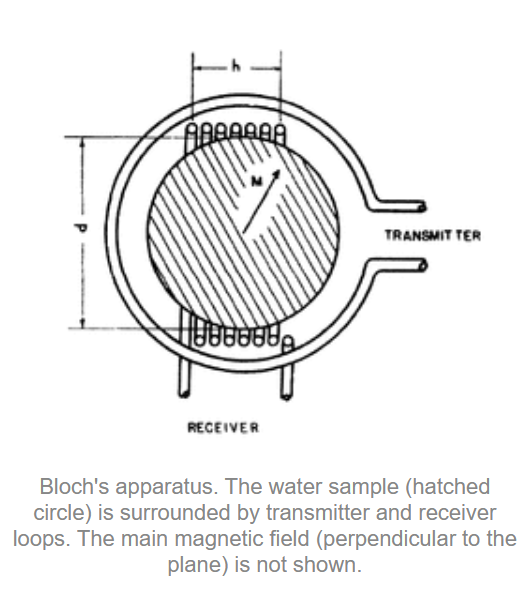 h
M
d
TRANSMITTER
RECEIVER
Bloch's apparatus. The water sample (hatched
circle) is surrounded by transmitter and receiver
loops. The main magnetic field (perpendicular to the
plane) is not shown.